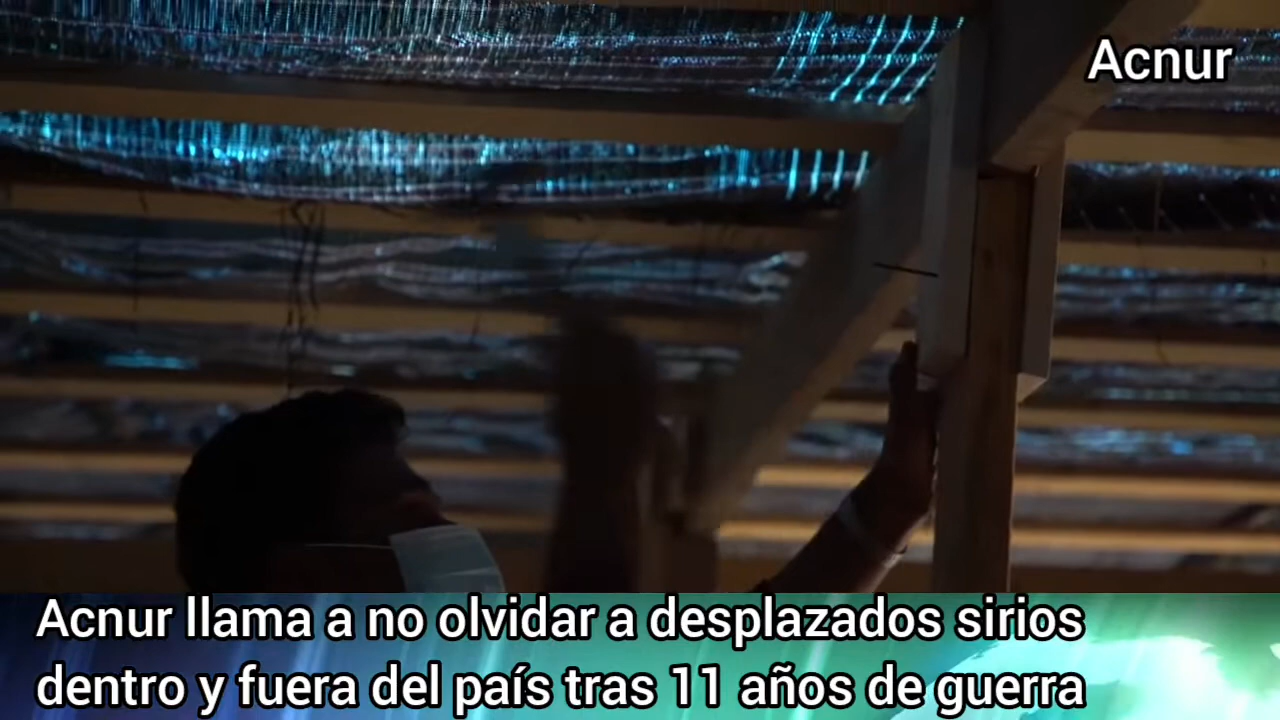 Acnur
Acnur llama a no olvidar a desplazados sirios
dentro y fuera del país tras 11 años de guerra